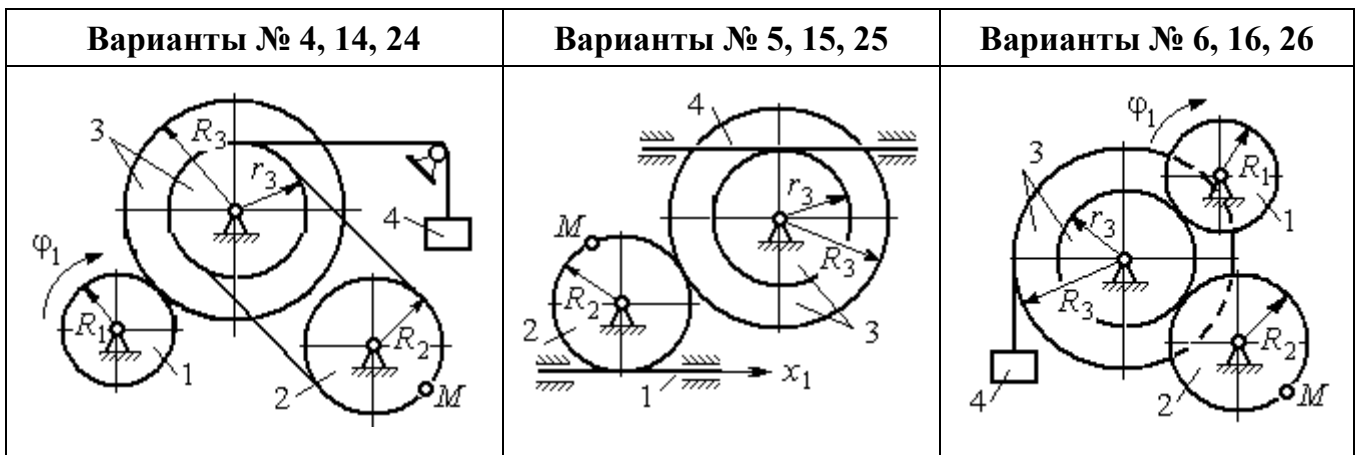 Варианты № 4, 14, 24
Варианты № 5, 15, 25
Варианты № 6, 16, 26
3
R₃
r₃
4
φ₁
R₁
1
R₂
2
M
4
r₃
M
R₃
R₂
2
3
1
x₁
φ₁
3
R₁
r₃
1
R₃
R₂
4
2
M